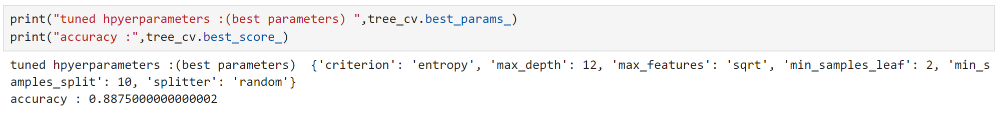 print("tuned hpyerparameters :(best parameters) ",tree_cv.best_params_)
print("accuracy :",tree_cv.best_score_)
tuned hpyerparameters :(best parameters)  {'criterion': 'entropy', 'max_depth': 12, 'max_features': 'sqrt', 'min_samples_leaf': 2, 'min_s
amples_split': 10, 'splitter': 'random'}
accuracy : 0.8875000000000002